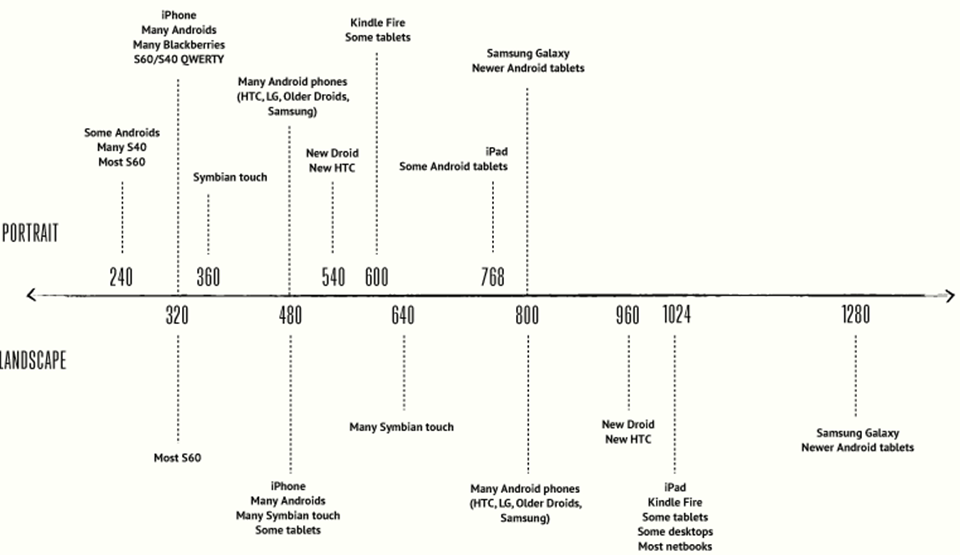 iPhone
Many Androids
Many Blackberries
S60/S40 QWERTY
Kindle Fire
Some tablets
Samsung Galaxy
Newer Android tablets
Many Android phones
(HTC, LG, Older Droids,
Samsung)
Some Androids
Many S40
Most S60
Symbian touch
New Droid
New HTC
iPad
Some Android tablets
PORTRAIT
240
360
540
600
768
320
480
640
800
960
1024
1280
LANDSCAPE
Most S60
iPhone
Many Androids
Many Symbian touch
Some tablets
Many Symbian touch
Many Android phones
(HTC, LG, Older Droids,
Samsung)
New Droid
New HTC
iPad
Kindle Fire
Some tablets
Some desktops
Most netbooks
Samsung Galaxy
Newer Android tablets